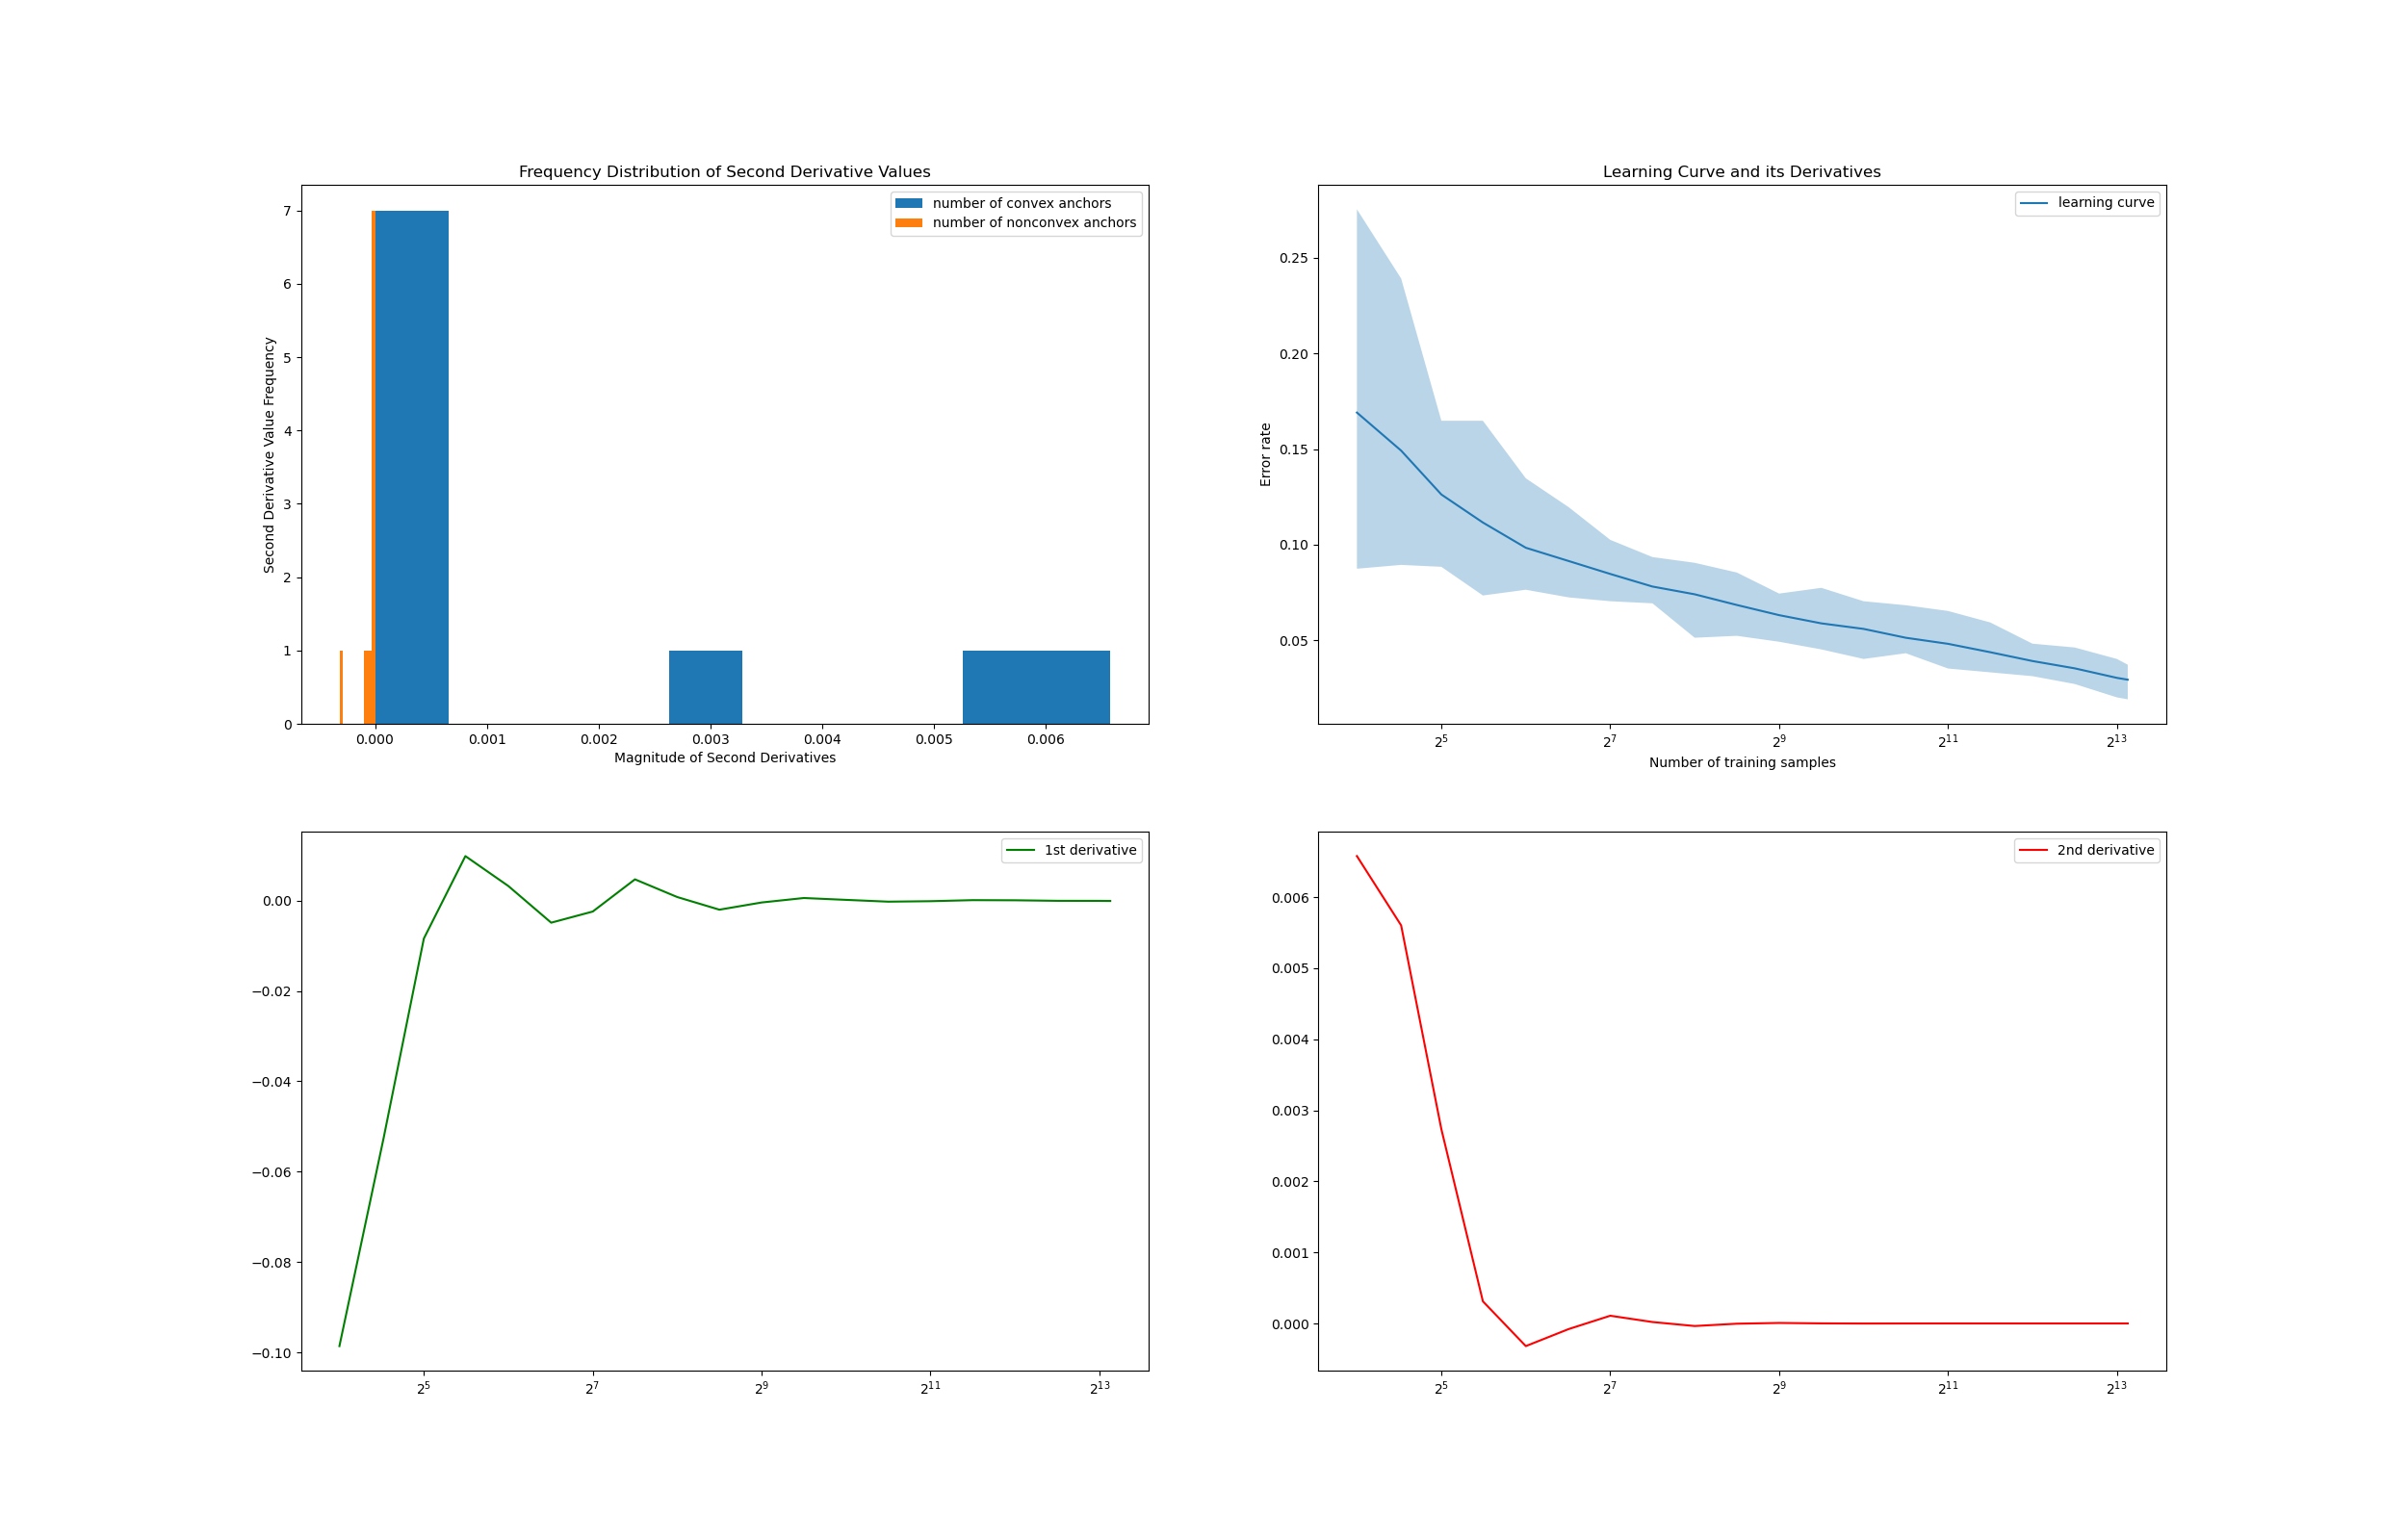 Frequency Distribution of Second Derivative Values
number of convex anchors
number of nonconvex anchors
7
6
5
4
3
2
1
0
Second Derivative Value Frequency
0.000 0.001 0.002 0.003 0.004 0.005 0.006
Magnitude of Second Derivatives
Learning Curve and its Derivatives
learning curve
0.25
0.20
0.15
0.10
0.05
Error rate
2^5 2^7 2^9 2^11 2^13
Number of training samples
1st derivative
0.00
−0.02
−0.04
−0.06
−0.08
−0.10
2^5 2^7 2^9 2^11 2^13
2nd derivative
0.006
0.005
0.004
0.003
0.002
0.001
0.000
2^5 2^7 2^9 2^11 2^13